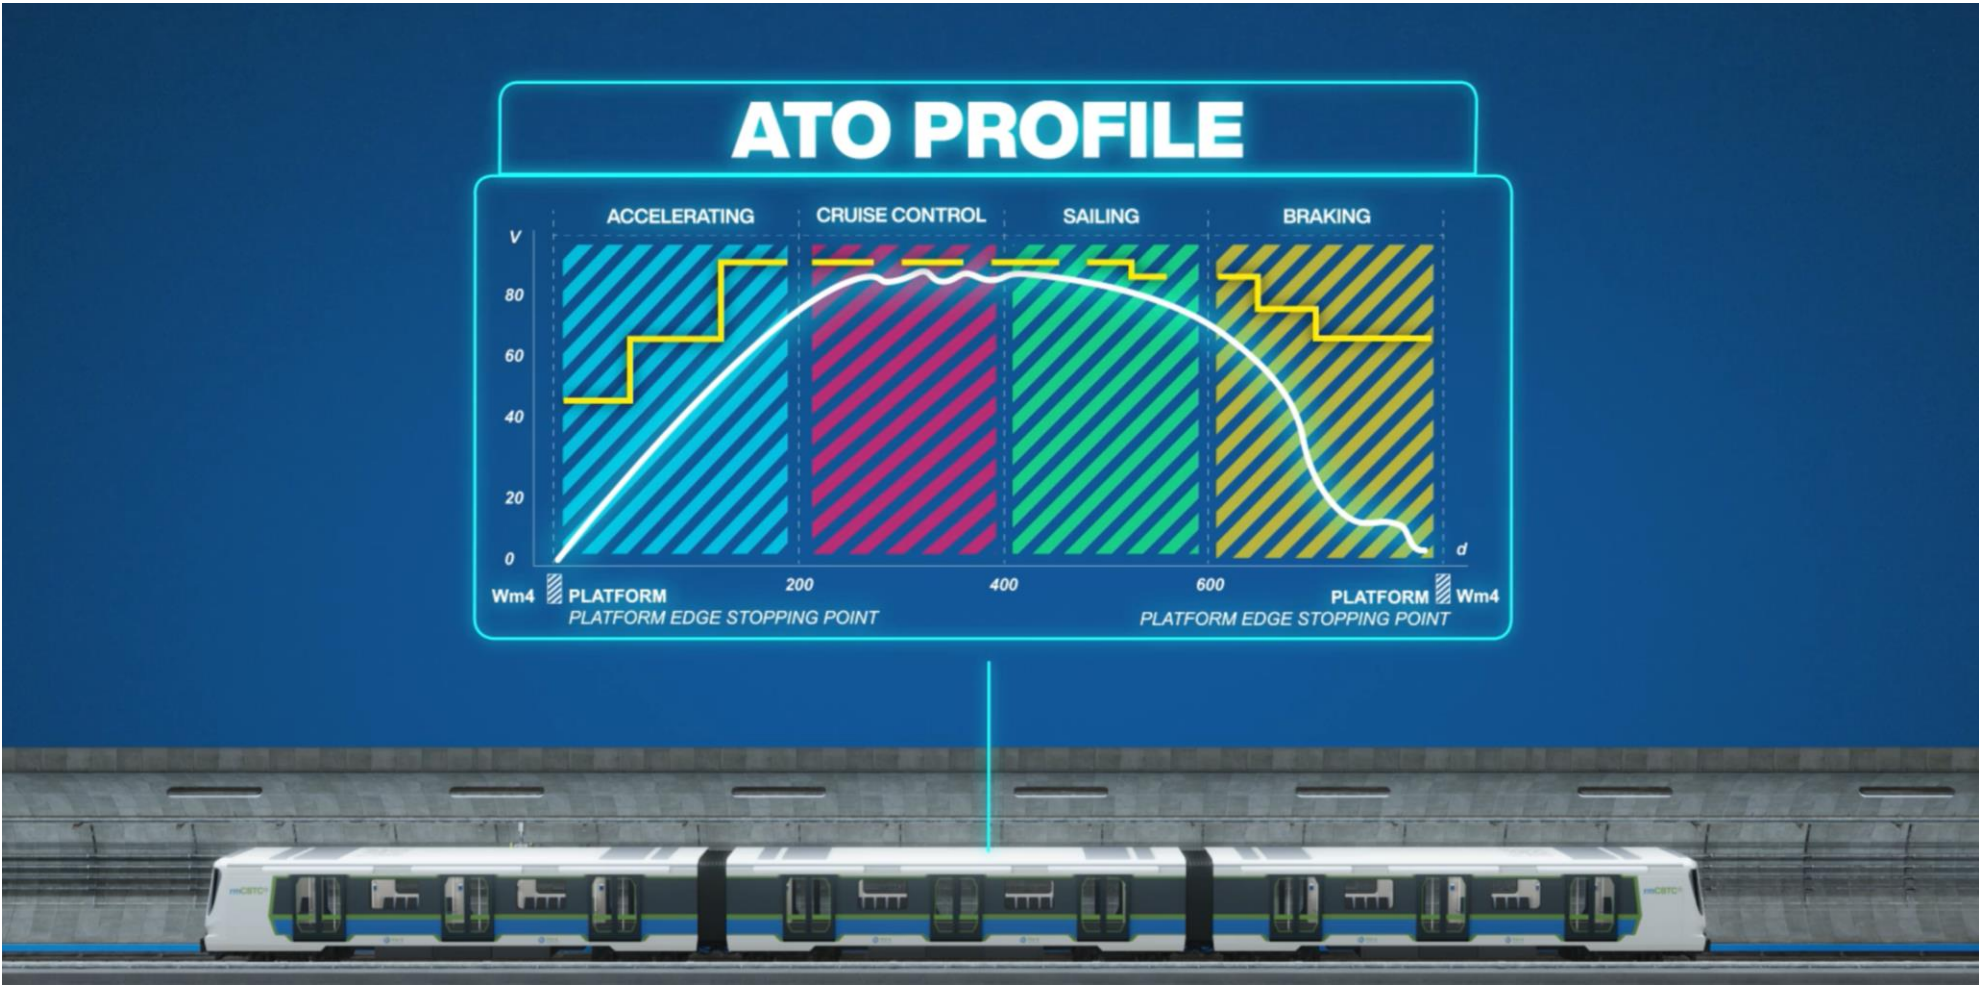 ATO PROFILE
ACCELERATING CRUISE CONTROL SAILING BRAKING
V
80
60
40
20
0
d
200 400 600
Wm4 PLATFORM PLATFORM Wm4
PLATFORM EDGE STOPPING POINT PLATFORM EDGE STOPPING POINT